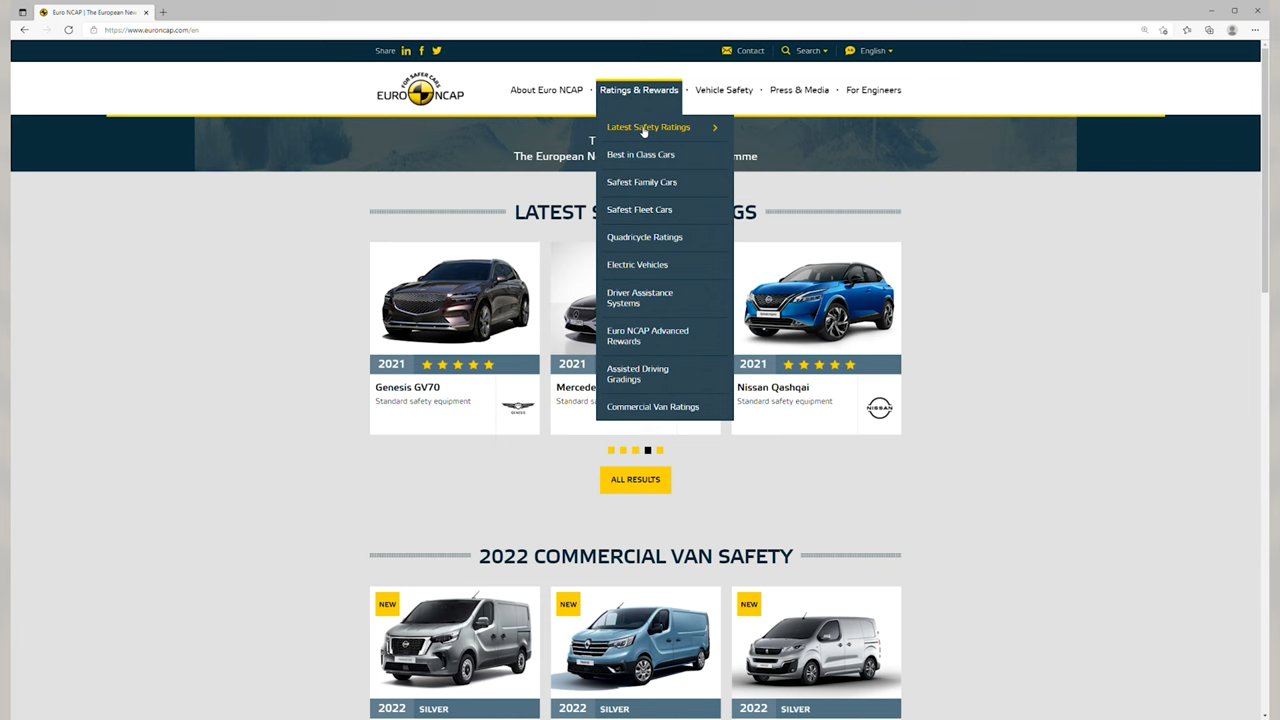 Euro NCAP | The European New
https://www.euroncap.com/en
Share
Contact
Search
English
FOR SAFER CARS
EURO NCAP
About Euro NCAP
Ratings & Rewards
Vehicle Safety
Press & Media
For Engineers
Latest Safety Ratings
Best in Class Cars
Safest Family Cars
Safest Fleet Cars
Quadricycle Ratings
Electric Vehicles
Driver Assistance
Systems
Euro NCAP Advanced
Rewards
Assisted Driving
Gradings
Commercial Van Ratings
The European
LATEST
2021
Genesis GV70
Standard safety equipment
GENESIS
2021
Mercede
Standard
2021
Nissan Qashqai
Standard safety equipment
NISSAN
ALL RESULTS
2022 COMMERCIAL VAN SAFETY
NEW
NEW
NEW
2022 SILVER
2022 SILVER
2022 SILVER